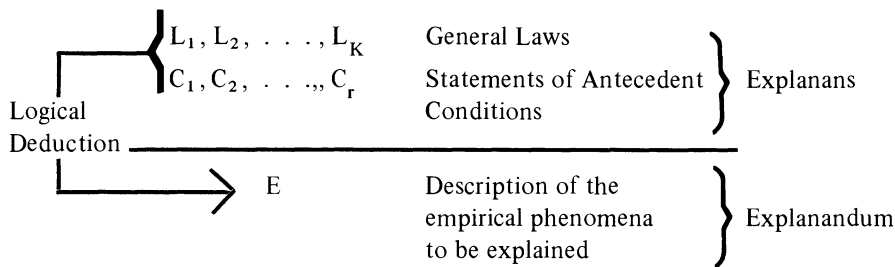 L₁, L₂, . . ., L_K General Laws
C₁, C₂, . . .,, C_r Statements of Antecedent Conditions Explanans
Logical Deduction
E Description of the empirical phenomena to be explained Explanandum